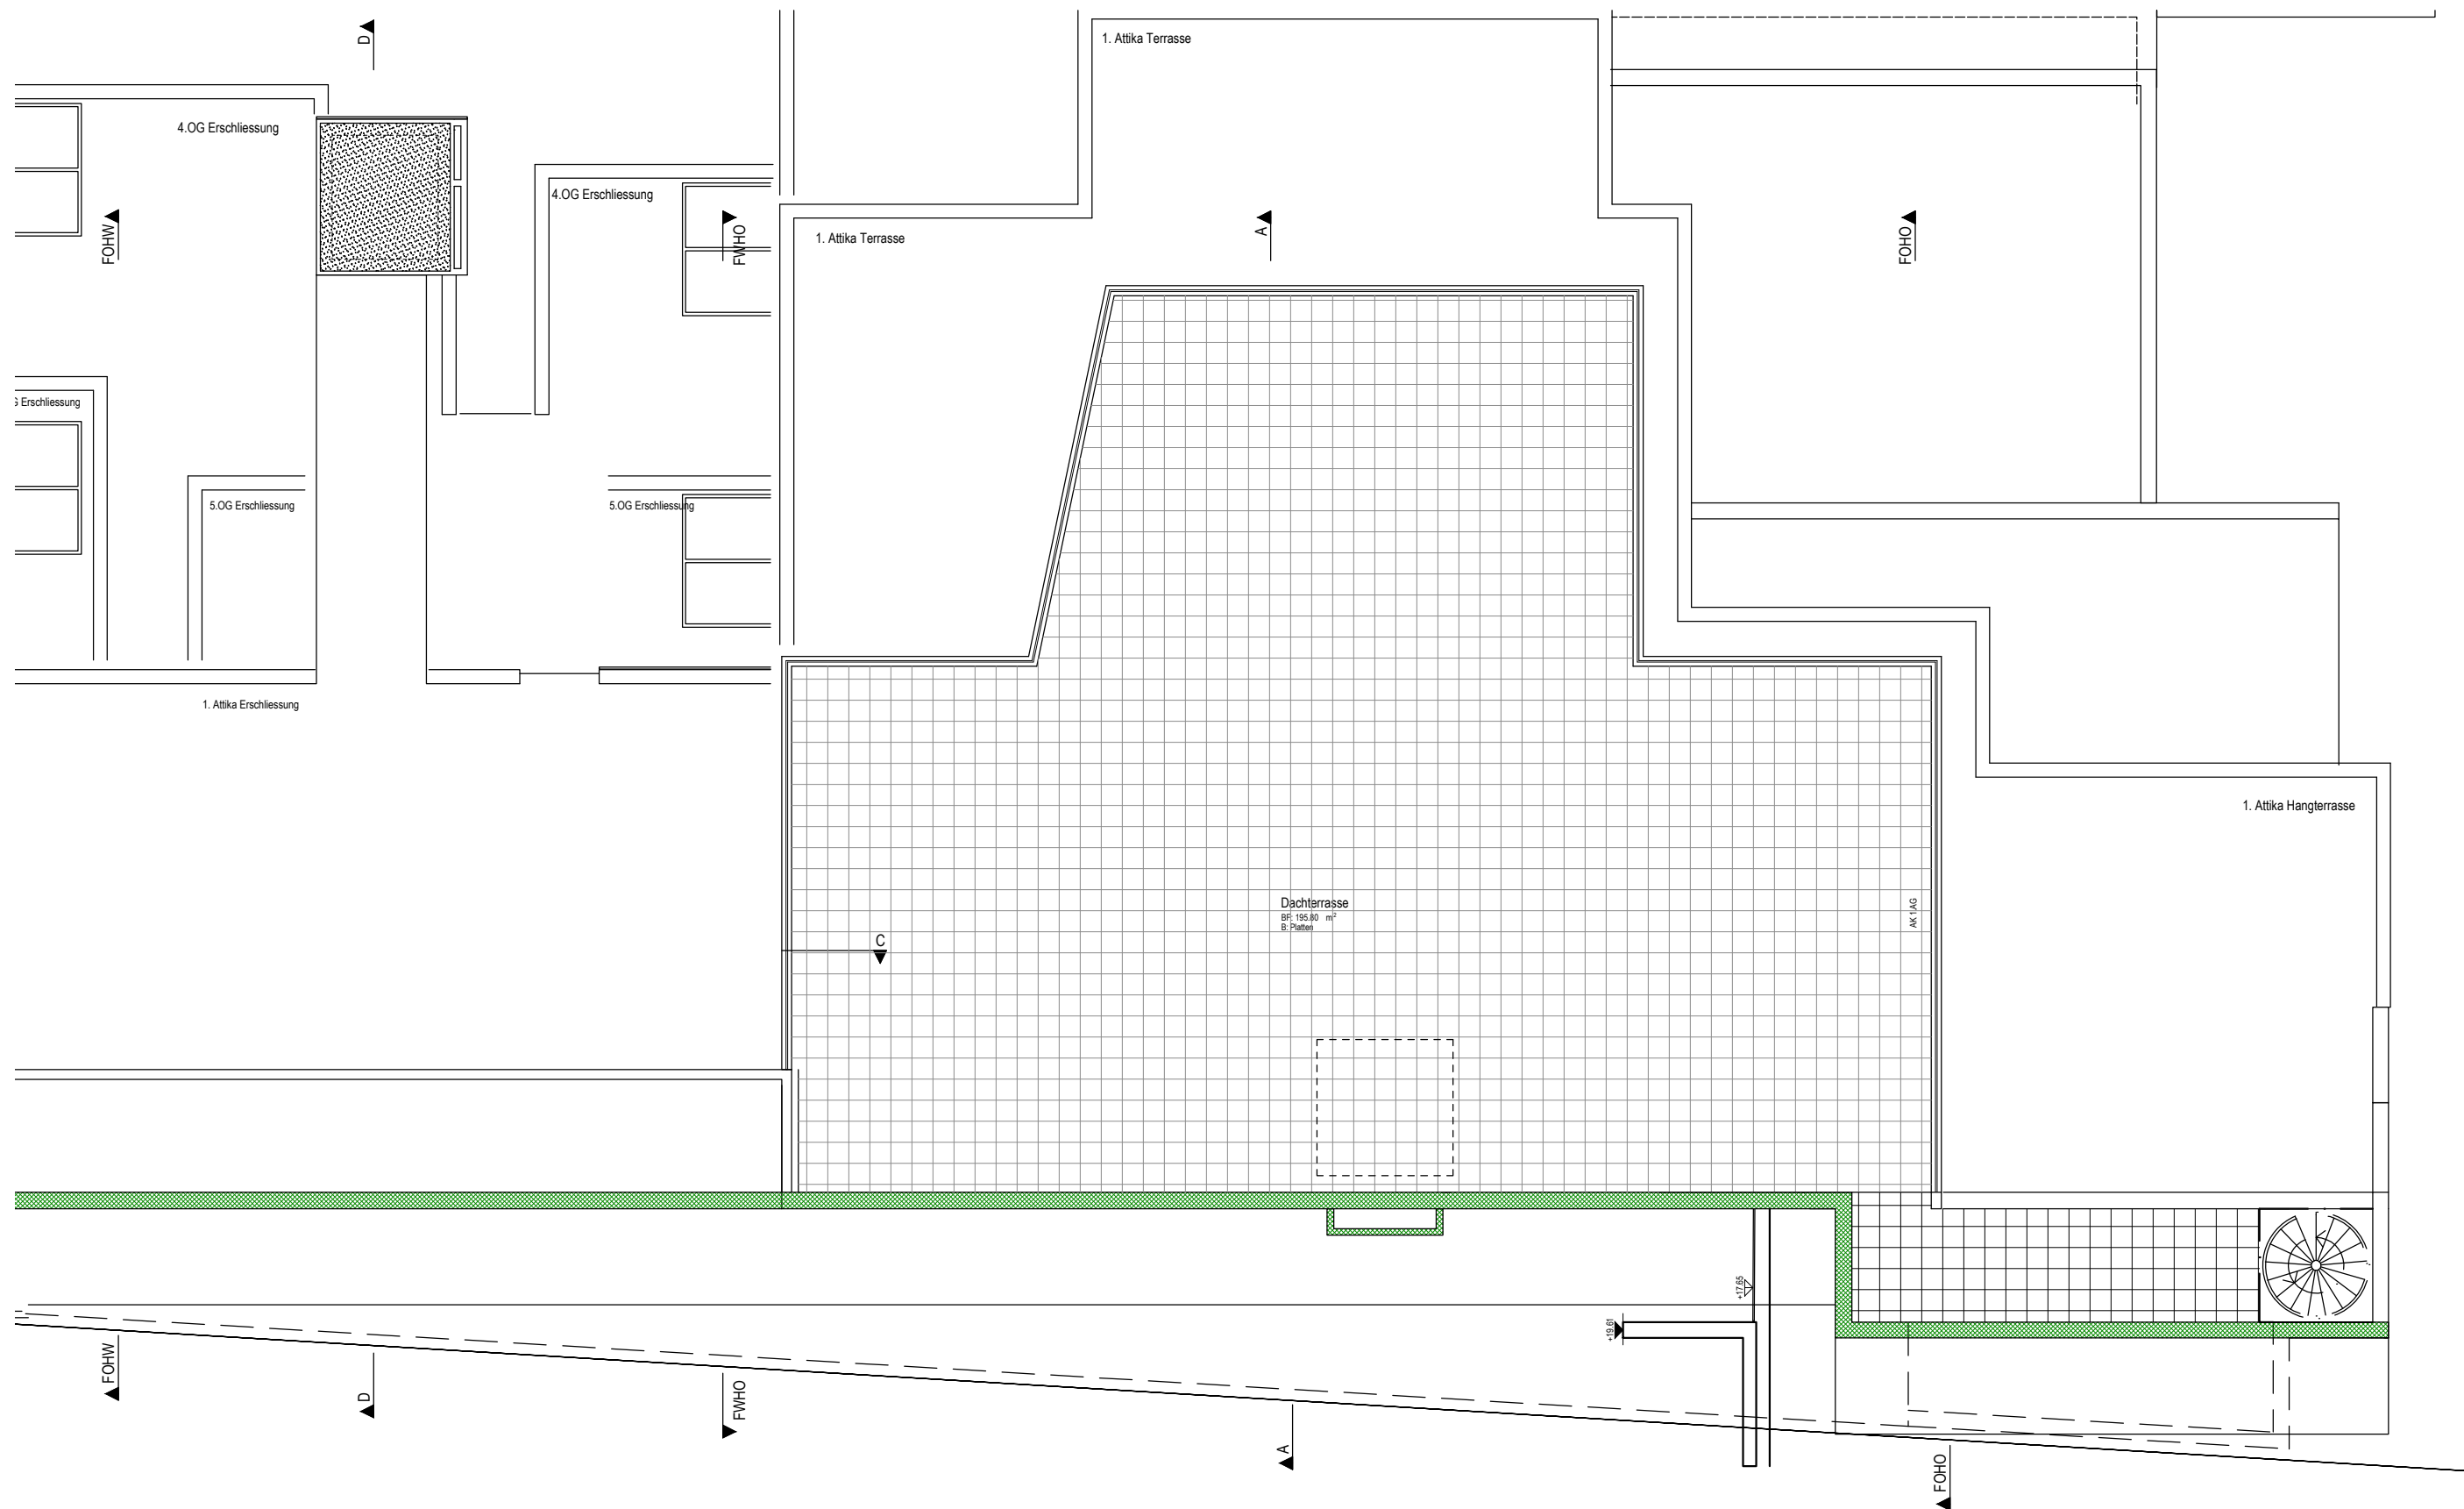 D
1. Attika Terrasse
4.OG Erschliessung
4.OG Erschliessung
FOHW
FWHO
1. Attika Terrasse
A
FOHO
Erschliessung
5.OG Erschliessung
5.OG Erschliessung
1. Attika Erschliessung
1. Attika Hangterrasse
Dachterrasse
BF: 195.80 m²
B: Platten
AK 1.AG
C
+17.65
+19.61
FOHW
D
FWHO
A
FOHO